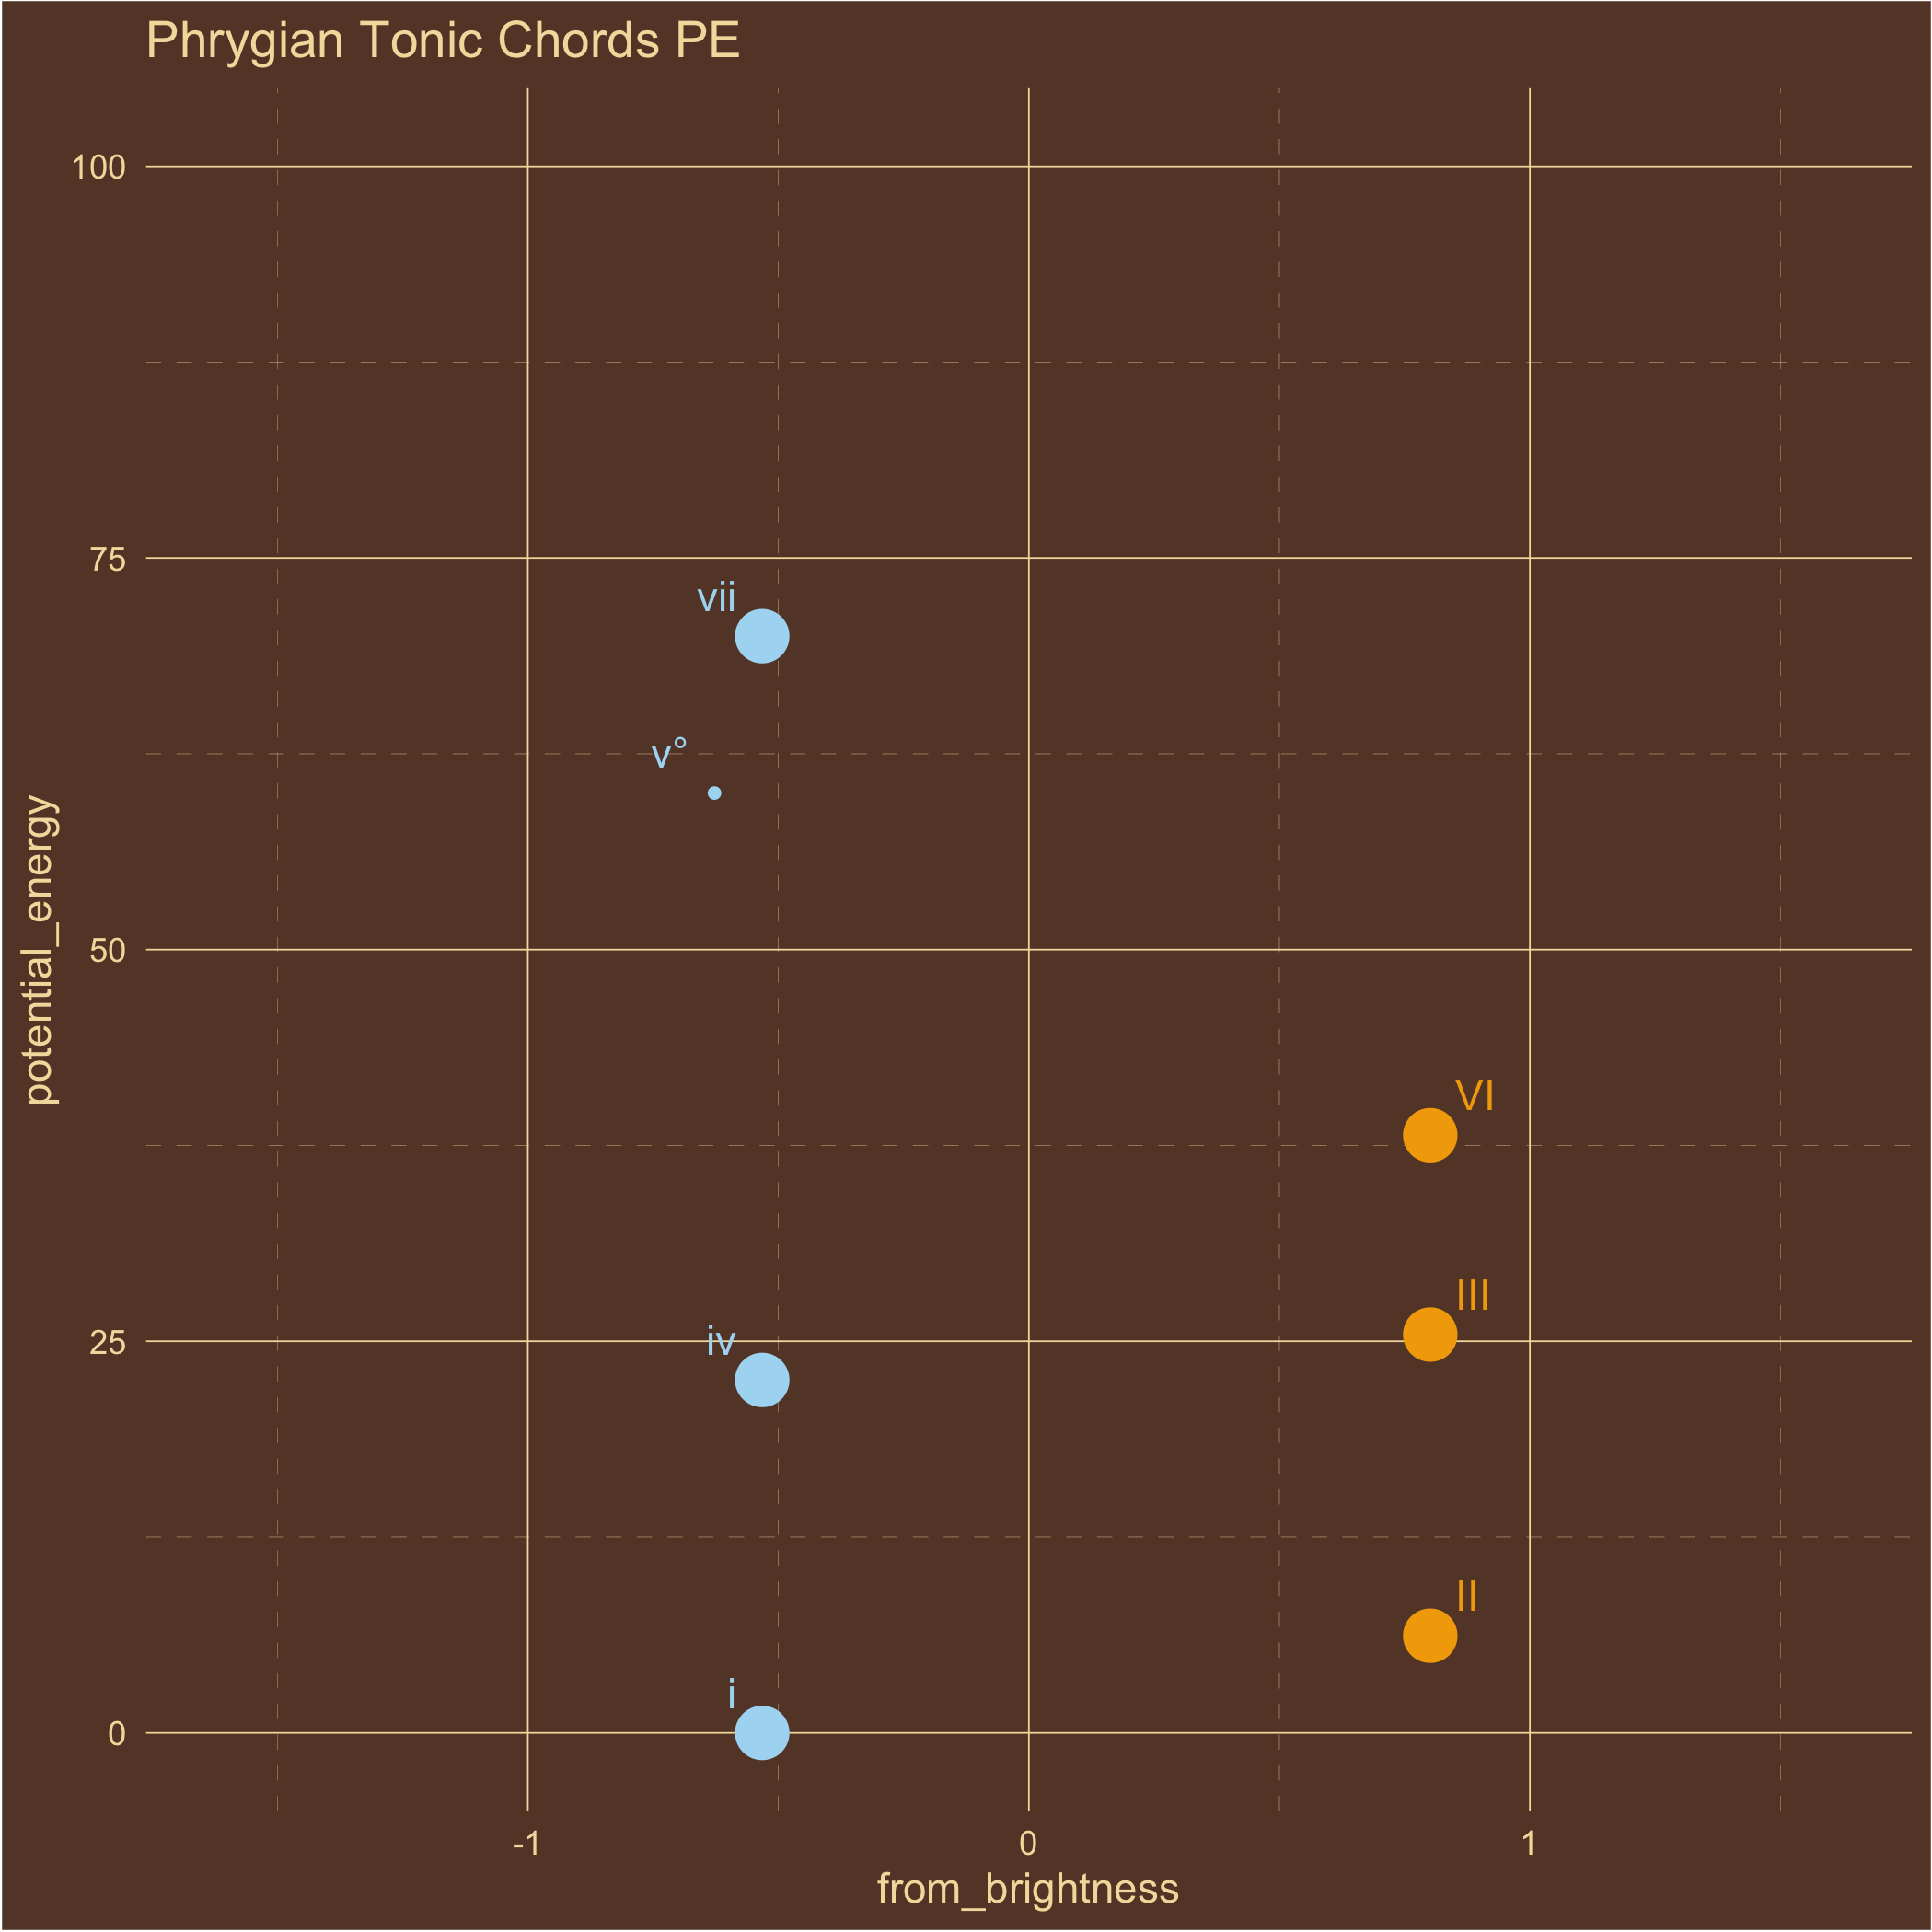 Phrygian Tonic Chords PE
100
75
vii
v°
potential_energy
50
VI
III
25
iv
II
i
0
-1 0 1
from_brightness